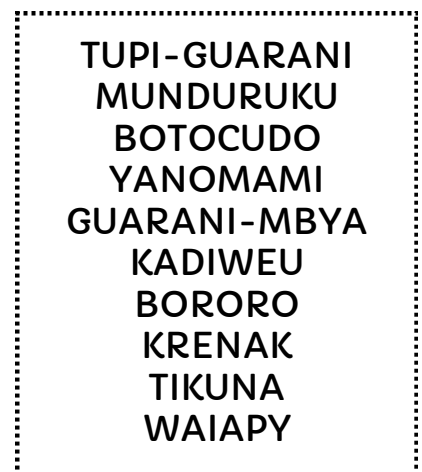 TUPI-GUARANI
MUNDURUKU
BOTOCUDO
YANOMAMI
GUARANI-MBYA
KADIWEU
BORORO
KRENAK
TIKUNA
WAIAPY